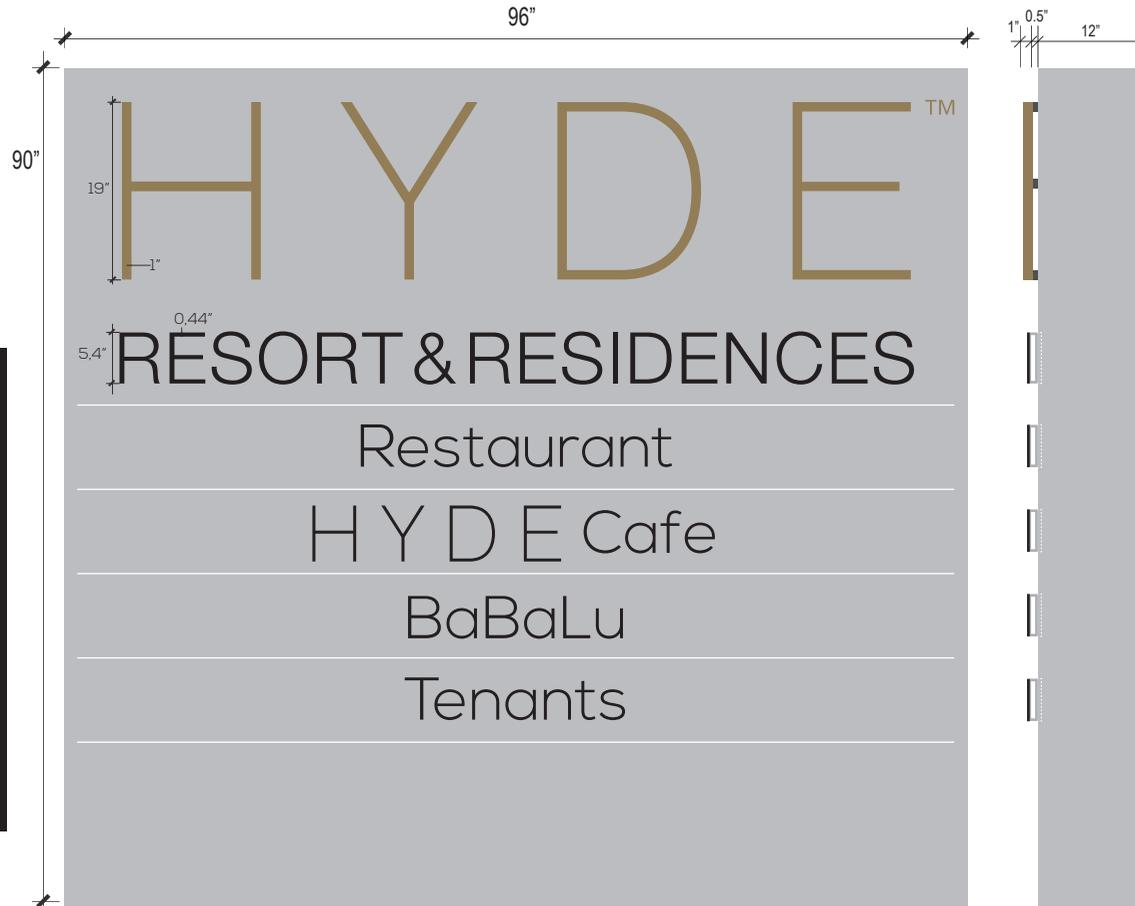 96”
1” 0.5” 12”
90”
HYDE™
19”
1”
0,44”
5,4”
RESORT & RESIDENCES
Restaurant
HYDE Cafe
BaBaLu
Tenants